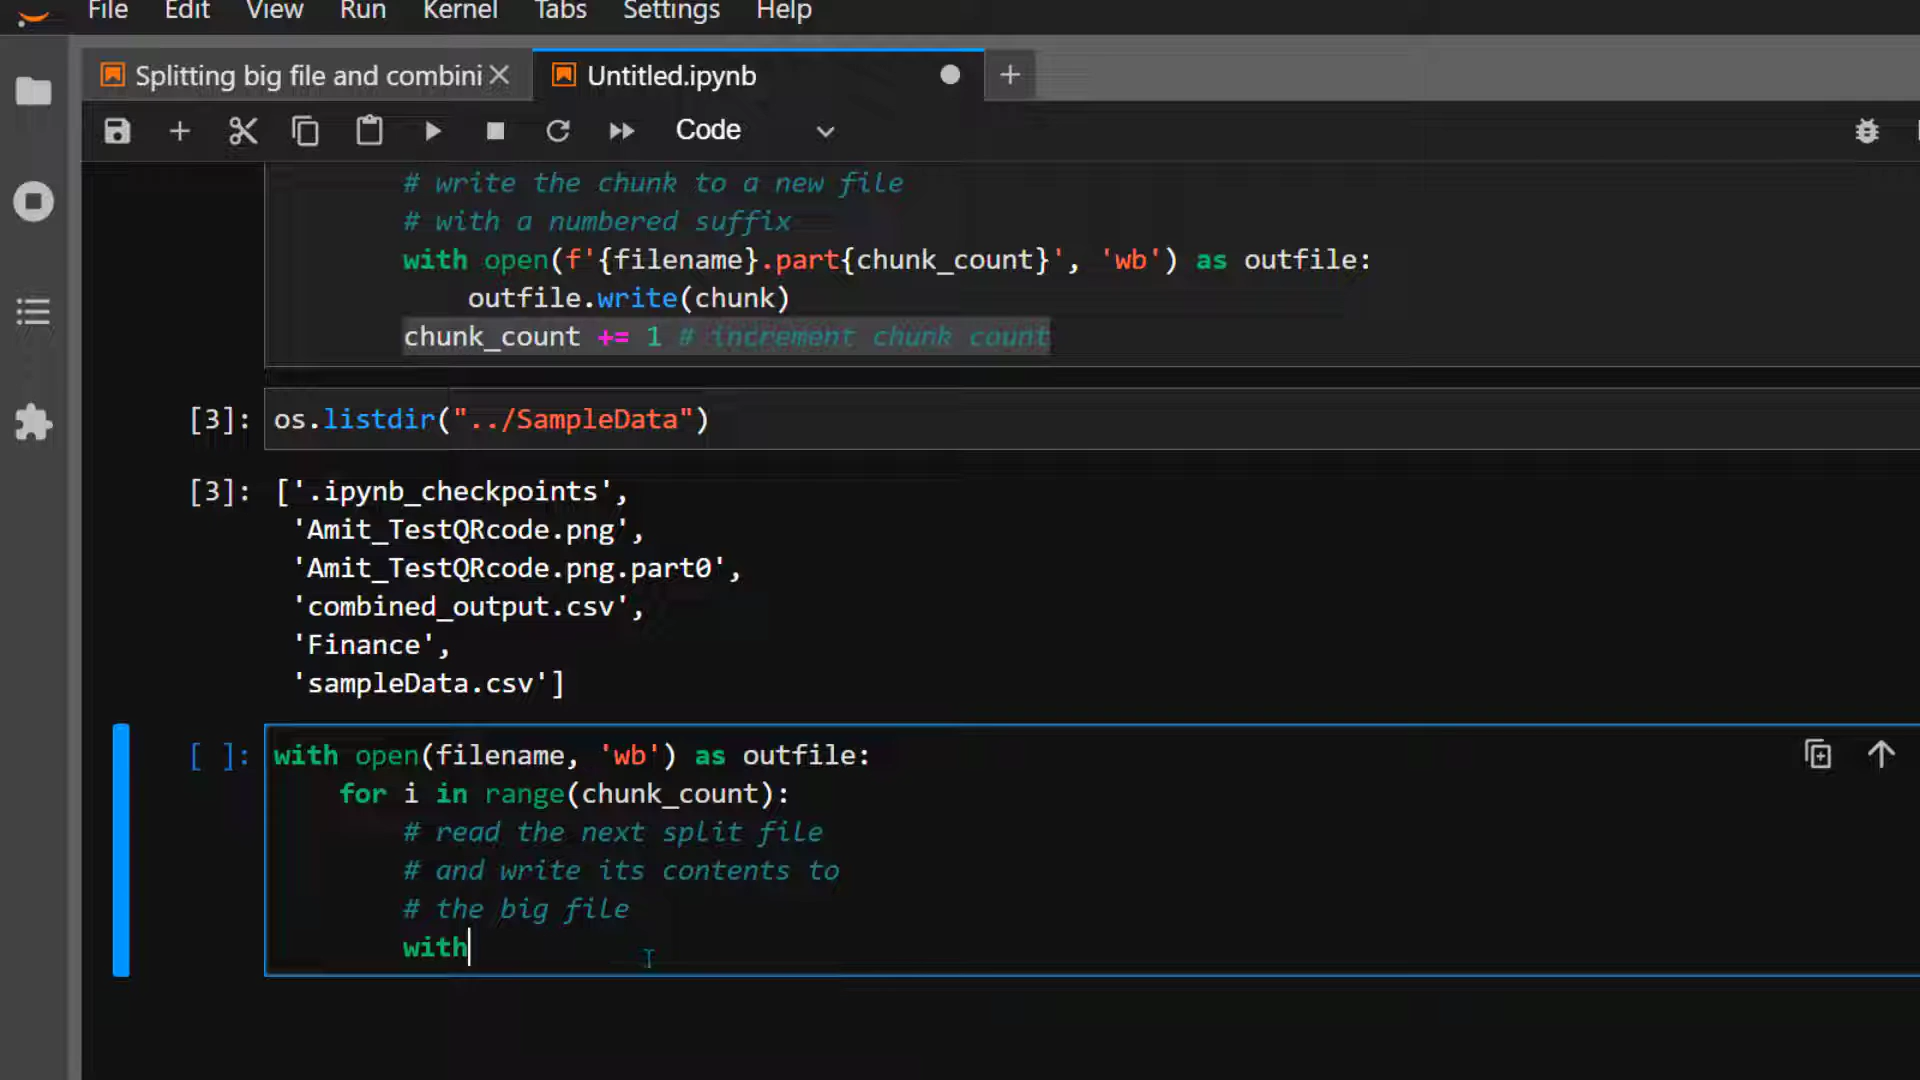 File Edit View Run Kernel Tabs Settings Help
Splitting big file and combini
Untitled.ipynb
Code
# write the chunk to a new file
# with a numbered suffix
with open(f'{filename}.part{chunk_count}', 'wb') as outfile:
outfile.write(chunk)
chunk_count += 1 # increment chunk count
[3]: os.listdir("../SampleData")
[3]: ['.ipynb_checkpoints',
'Amit_TestQRcode.png',
'Amit_TestQRcode.png.part0',
'combined_output.csv',
'Finance',
'sampleData.csv']
[ ]: with open(filename, 'wb') as outfile:
for i in range(chunk_count):
# read the next split file
# and write its contents to
# the big file
with